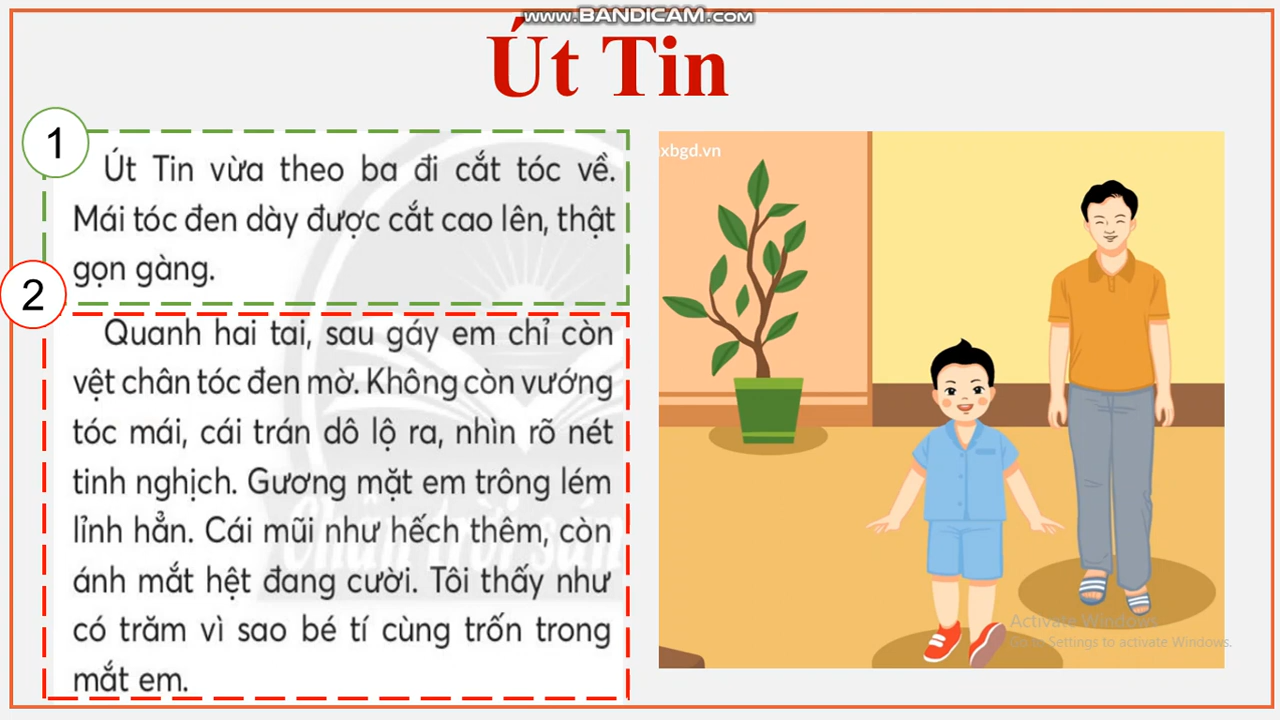 www.BANDICAM.com
Út Tin
1
Út Tin vừa theo ba đi cắt tóc về.
Mái tóc đen dày được cắt cao lên, thật
gọn gàng.
2
Quanh hai tai, sau gáy em chỉ còn
vệt chân tóc đen mờ. Không còn vướng
tóc mái, cái trán dô lộ ra, nhìn rõ nét
tinh nghịch. Gương mặt em trông lém
lỉnh hẳn. Cái mũi như hếch thêm, còn
ánh mắt hệt đang cười. Tôi thấy như
có trăm vì sao bé tí cùng trốn trong
mắt em.
nxbgd.vn
Activate Windows
Go to Settings to activate Windows.